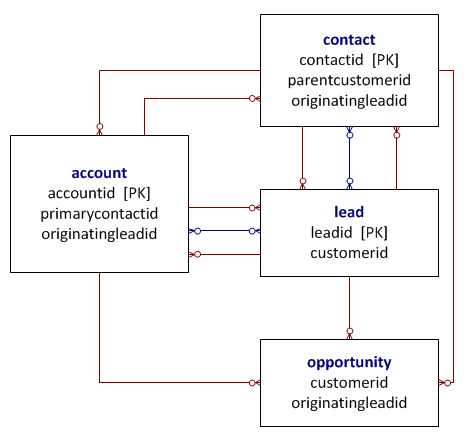 contact
contactid [PK]
parentcustomerid
originatingleadid
account
accountid [PK]
primarycontactid
originatingleadid
lead
leadid [PK]
customerid
opportunity
customerid
originatingleadid